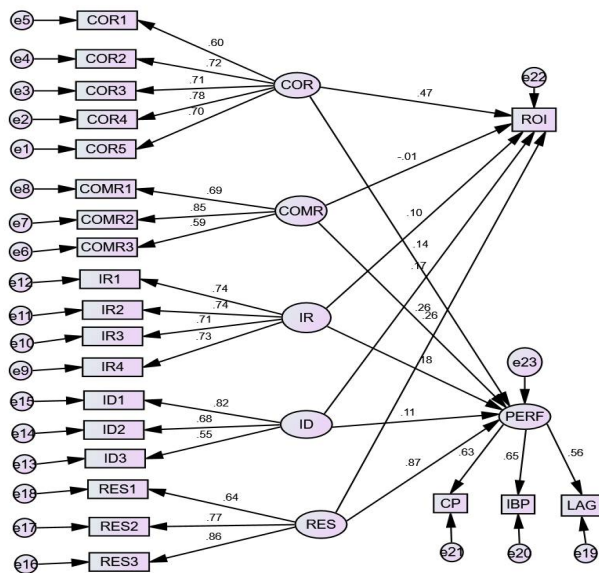 e5 COR1 .60
e4 COR2 .72
e3 COR3 .71 COR .47 e22
e2 COR4 .78 ROI
e1 COR5 .70
e8 COMR1 .69 -.01
e7 COMR2 .85 COMR
e6 COMR3 .59 .10
e12 IR1 .74 .14
.17
e11 IR2 .74 IR .26
e10 IR3 .71 .26
e9 IR4 .73 .18 e23
e15 ID1 .82
e14 ID2 .68 ID .11 PERF
e13 ID3 .55
e18 RES1 .64 .87 .63 .65 .56
e17 RES2 .77 RES CP IBP LAG
e16 RES3 .86 e21 e20 e19